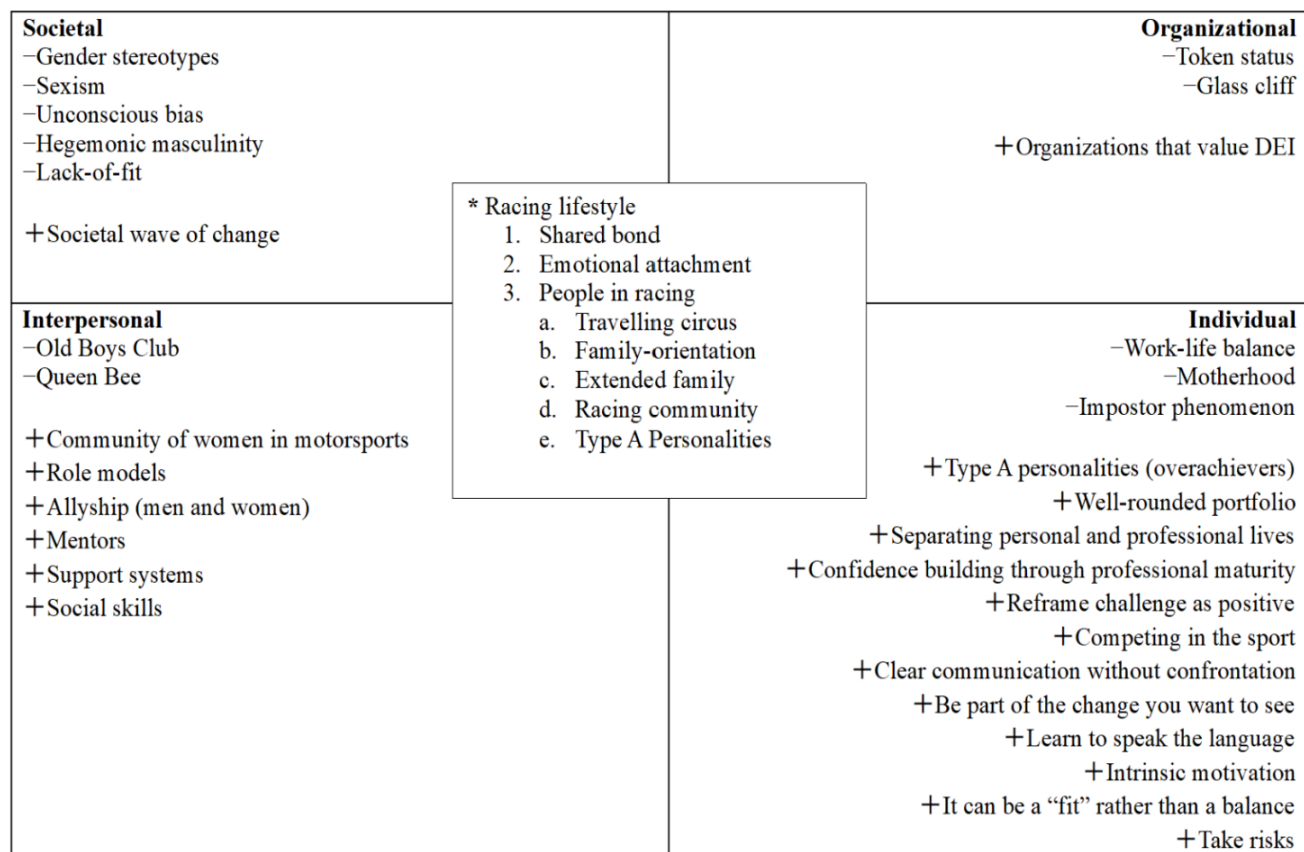 Societal
−Gender stereotypes
−Sexism
−Unconscious bias
−Hegemonic masculinity
−Lack-of-fit
+Societal wave of change
Organizational
−Token status
−Glass cliff
+Organizations that value DEI
* Racing lifestyle
1. Shared bond
2. Emotional attachment
3. People in racing
a. Travelling circus
b. Family-orientation
c. Extended family
d. Racing community
e. Type A Personalities
Interpersonal
−Old Boys Club
−Queen Bee
+Community of women in motorsports
+Role models
+Allyship (men and women)
+Mentors
+Support systems
+Social skills
Individual
−Work-life balance
−Motherhood
−Impostor phenomenon
+Type A personalities (overachievers)
+Well-rounded portfolio
+Separating personal and professional lives
+Confidence building through professional maturity
+Reframe challenge as positive
+Competing in the sport
+Clear communication without confrontation
+Be part of the change you want to see
+Learn to speak the language
+Intrinsic motivation
+It can be a “fit” rather than a balance
+Take risks